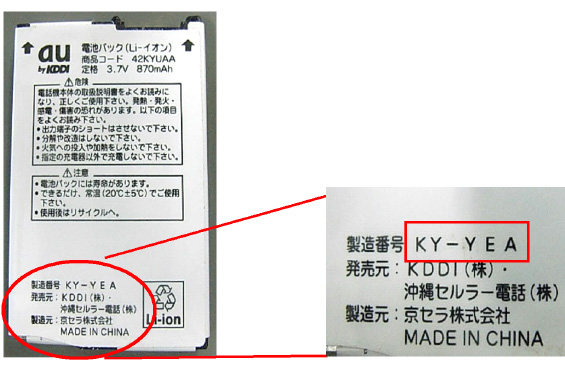 au
by KDDI
電池パック(Li-イオン)
商品コード 42KYUAA
定格 3.7V 870mAh
⚠危険
電話機本体の取扱説明書をよくお読みに
なり、正しくご使用下さい。発熱・発火・
感電・傷害の恐れがあります。以下の項目
をよくお読み下さい。
•出力端子のショートはさせないで下さい。
•分解や改造はしないで下さい。
•火気への投入や加熱をしないで下さい。
•指定の充電器以外で充電しないで下さい。
⚠注意
•電池パックには寿命があります。
•できるだけ、常温(20℃±5℃)でご使用
下さい。
•使用後はリサイクルへ。
製造番号 KY-YEA
発売元:KDDI(株)・
沖縄セルラー電話(株)
製造元:京セラ株式会社
MADE IN CHINA
Li-ion
製造番号 KY-YEA
発売元:KDDI(株)・
沖縄セルラー電話(株)
製造元:京セラ株式会社
MADE IN CHINA